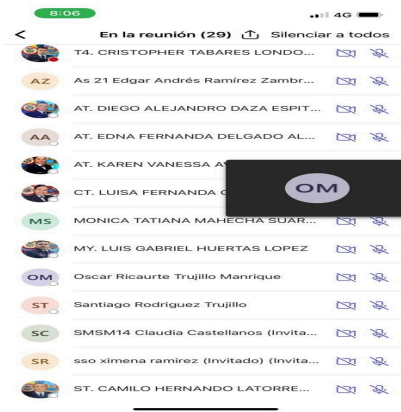 8:06 4G
En la reunión (29) Silenciar a todos
T4. CRISTOPHER TABARES LONDO...
AZ As 21 Edgar Andrés Ramírez Zambr...
AT. DIEGO ALEJANDRO DAZA ESPIT...
AA AT. EDNA FERNANDA DELGADO AL...
AT. KAREN VANESSA
OM
CT. LUISA FERNANDA
MS MONICA TATIANA MAHECHA SUAR...
MY. LUIS GABRIEL HUERTAS LOPEZ
OM Oscar Ricaurte Trujillo Manrique
ST Santiago Rodriguez Trujillo
SC SMSM14 Claudia Castellanos (Invita...
SR sso ximena ramirez (Invitado) (Invita...
ST. CAMILO HERNANDO LATORRE...